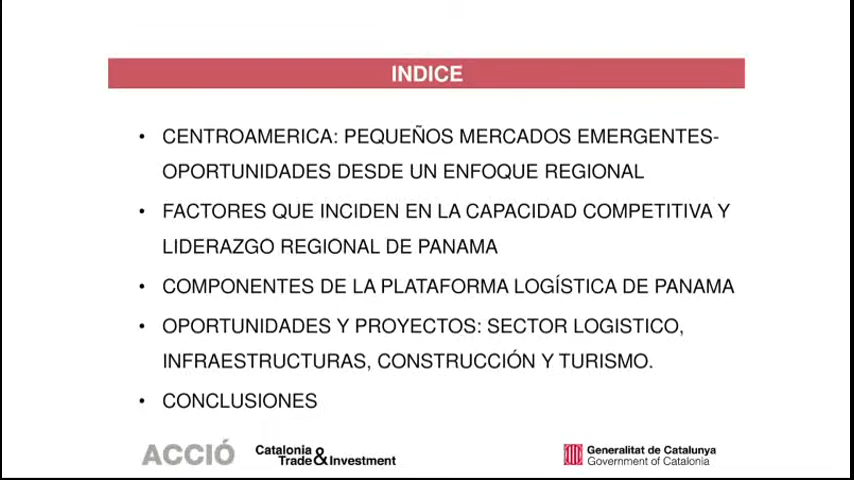 INDICE
• CENTROAMERICA: PEQUEÑOS MERCADOS EMERGENTES-
OPORTUNIDADES DESDE UN ENFOQUE REGIONAL
• FACTORES QUE INCIDEN EN LA CAPACIDAD COMPETITIVA Y
LIDERAZGO REGIONAL DE PANAMA
• COMPONENTES DE LA PLATAFORMA LOGÍSTICA DE PANAMA
• OPORTUNIDADES Y PROYECTOS: SECTOR LOGISTICO,
INFRAESTRUCTURAS, CONSTRUCCIÓN Y TURISMO.
• CONCLUSIONES
ACCIÓ
Catalonia
Trade & Investment
Generalitat de Catalunya
Government of Catalonia